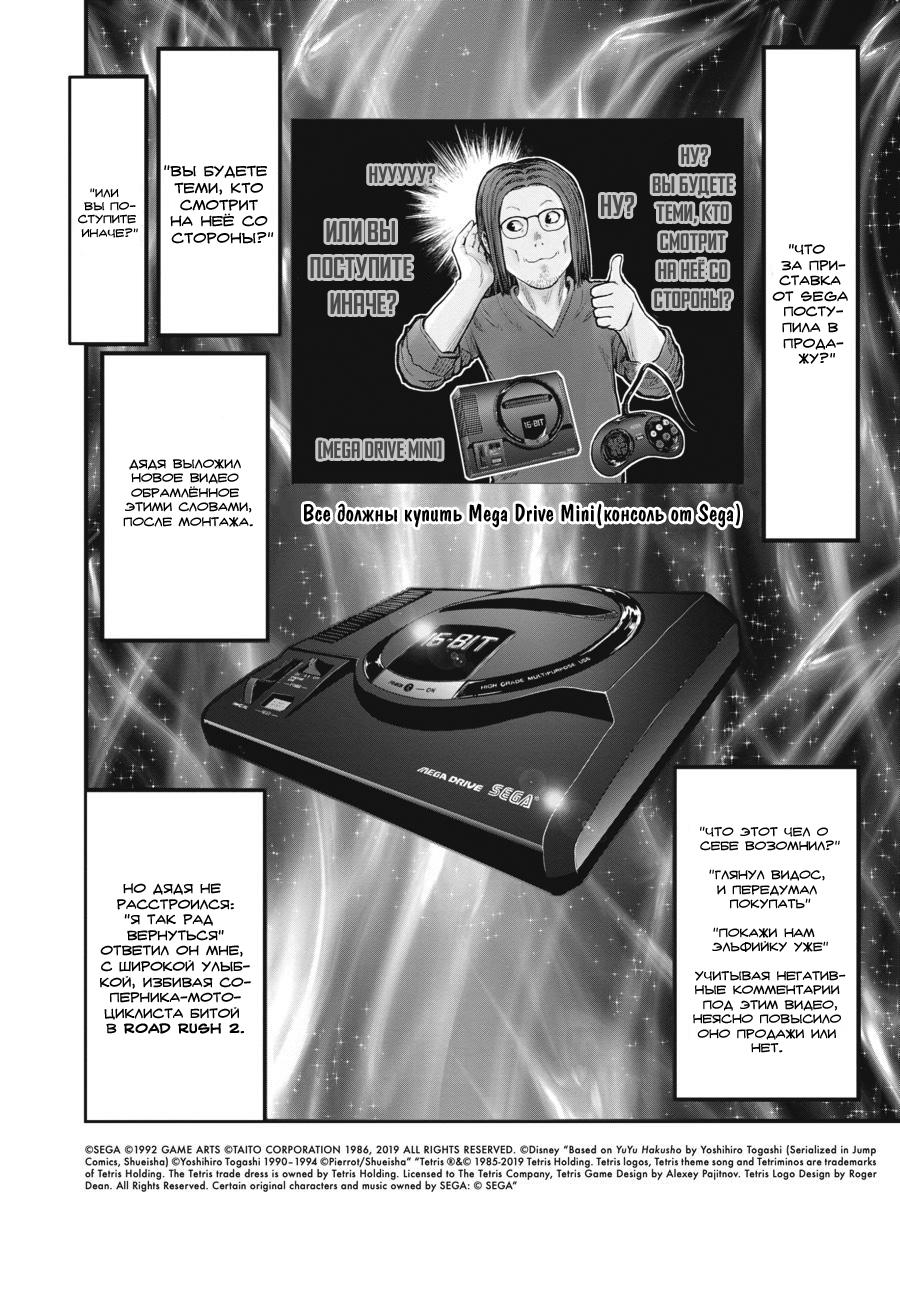 "ЧТО
ЗА ПРИ-
СТАВКА
ОТ SEGA
ПОСТУ-
ПИЛА В
ПРОДА-
ЖУ?"
НУ?
ВЫ БУДЕТЕ
ТЕМИ, КТО
СМОТРИТ
НА НЕЁ СО
СТОРОНЫ?
НУ?
НУУУУУ?
ИЛИ ВЫ
ПОСТУПИТЕ
ИНАЧЕ?
16-BIT
[MEGA DRIVE MINI]
Все должны купить Mega Drive Mini(консоль от Sega)
"ВЫ БУДЕТЕ
ТЕМИ, КТО
СМОТРИТ
НА НЕЁ СО
СТОРОНЫ?"
"ИЛИ
ВЫ ПО-
СТУПИТЕ
ИНАЧЕ?"
ДЯДЯ ВЫЛОЖИЛ
НОВОЕ ВИДЕО
ОБРАМЛЁННОЕ
ЭТИМИ СЛОВАМИ,
ПОСЛЕ МОНТАЖА.
16-BIT
HIGH GRADE MULTIPURPOSE USE
MEGA DRIVE SEGA®
"ЧТО ЭТОТ ЧЕЛ О
СЕБЕ ВОЗОМНИЛ?"
"ГЛЯНУЛ ВИДОС,
И ПЕРЕДУМАЛ
ПОКУПАТЬ"
"ПОКАЖИ НАМ
ЭЛЬФИЙКУ УЖЕ"
УЧИТЫВАЯ НЕГАТИВ-
НЫЕ КОММЕНТАРИИ
ПОД ЭТИМ ВИДЕО,
НЕЯСНО ПОВЫСИЛО
ОНО ПРОДАЖИ ИЛИ
НЕТ.
НО ДЯДЯ НЕ
РАССТРОИЛСЯ:
"Я ТАК РАД
ВЕРНУТЬСЯ"
ОТВЕТИЛ ОН МНЕ,
С ШИРОКОЙ УЛЫБ-
КОЙ, ИЗБИВАЯ СО-
ПЕРНИКА-МОТО-
ЦИКЛИСТА БИТОЙ
В ROAD RUSH 2.
©SEGA ©1992 GAME ARTS ©TAITO CORPORATION 1986, 2019 ALL RIGHTS RESERVED. ©Disney "Based on YuYu Hakusho by Yoshihiro Togashi (Serialized in Jump
Comics, Shueisha) ©Yoshihiro Togashi 1990–1994 ©Pierrot/Shueisha" "Tetris ®&© 1985-2019 Tetris Holding. Tetris logos, Tetris theme song and Tetriminos are trademarks
of Tetris Holding. The Tetris trade dress is owned by Tetris Holding. Licensed to The Tetris Company, Tetris Game Design by Alexey Pajitnov. Tetris Logo Design by Roger
Dean. All Rights Reserved. Certain original characters and music owned by SEGA: © SEGA"